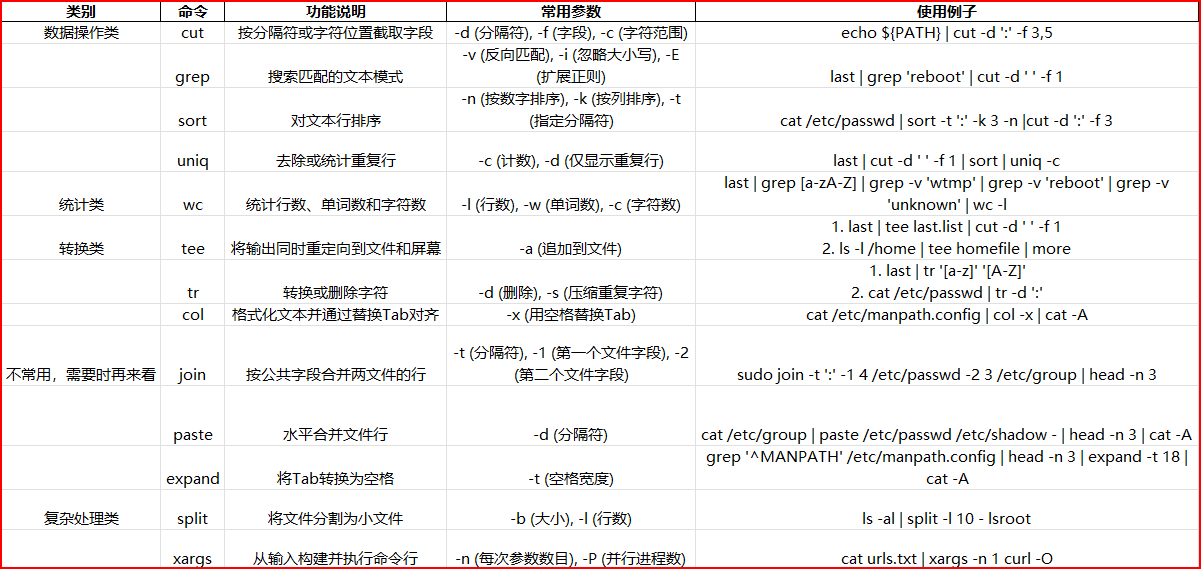 类别 命令 功能说明 常用参数 使用例子
数据操作类 cut 按分隔符或字符位置截取字段 -d (分隔符), -f (字段), -c (字符范围) echo ${PATH} | cut -d ':' -f 3,5
-v (反向匹配), -i (忽略大小写), -E
grep 搜索匹配的文本模式 (扩展正则) last | grep 'reboot' | cut -d ' ' -f 1
-n (按数字排序), -k (按列排序), -t
sort 对文本行排序 (指定分隔符) cat /etc/passwd | sort -t ':' -k 3 -n |cut -d ':' -f 3
uniq 去除或统计重复行 -c (计数), -d (仅显示重复行) last | cut -d ' ' -f 1 | sort | uniq -c
last | grep [a-zA-Z] | grep -v 'wtmp' | grep -v 'reboot' | grep -v
统计类 wc 统计行数、单词数和字符数 -l (行数), -w (单词数), -c (字符数) 'unknown' | wc -l
1. last | tee last.list | cut -d ' ' -f 1
转换类 tee 将输出同时重定向到文件和屏幕 -a (追加到文件) 2. ls -l /home | tee homefile | more
1. last | tr '[a-z]' '[A-Z]'
tr 转换或删除字符 -d (删除), -s (压缩重复字符) 2. cat /etc/passwd | tr -d ':'
col 格式化文本并通过替换Tab对齐 -x (用空格替换Tab) cat /etc/manpath.config | col -x | cat -A
-t (分隔符), -1 (第一个文件字段), -2
不常用，需要时再来看 join 按公共字段合并两文件的行 (第二个文件字段) sudo join -t ':' -1 4 /etc/passwd -2 3 /etc/group | head -n 3
paste 水平合并文件行 -d (分隔符) cat /etc/group | paste /etc/passwd /etc/shadow - | head -n 3 | cat -A
grep '^MANPATH' /etc/manpath.config | head -n 3 | expand -t 18 |
expand 将Tab转换为空格 -t (空格宽度) cat -A
复杂处理类 split 将文件分割为小文件 -b (大小), -l (行数) ls -al | split -l 10 - lsroot
xargs 从输入构建并执行命令行 -n (每次参数数目), -P (并行进程数) cat urls.txt | xargs -n 1 curl -O